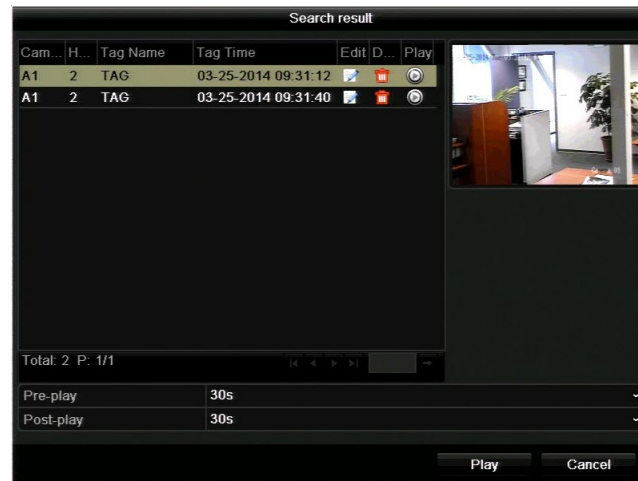 Search result
Cam... H... Tag Name Tag Time Edit D... Play
A1 2 TAG 03-25-2014 09:31:12
A1 2 TAG 03-25-2014 09:31:40
Total: 2 P: 1/1
Pre-play 30s
Post-play 30s
Play Cancel